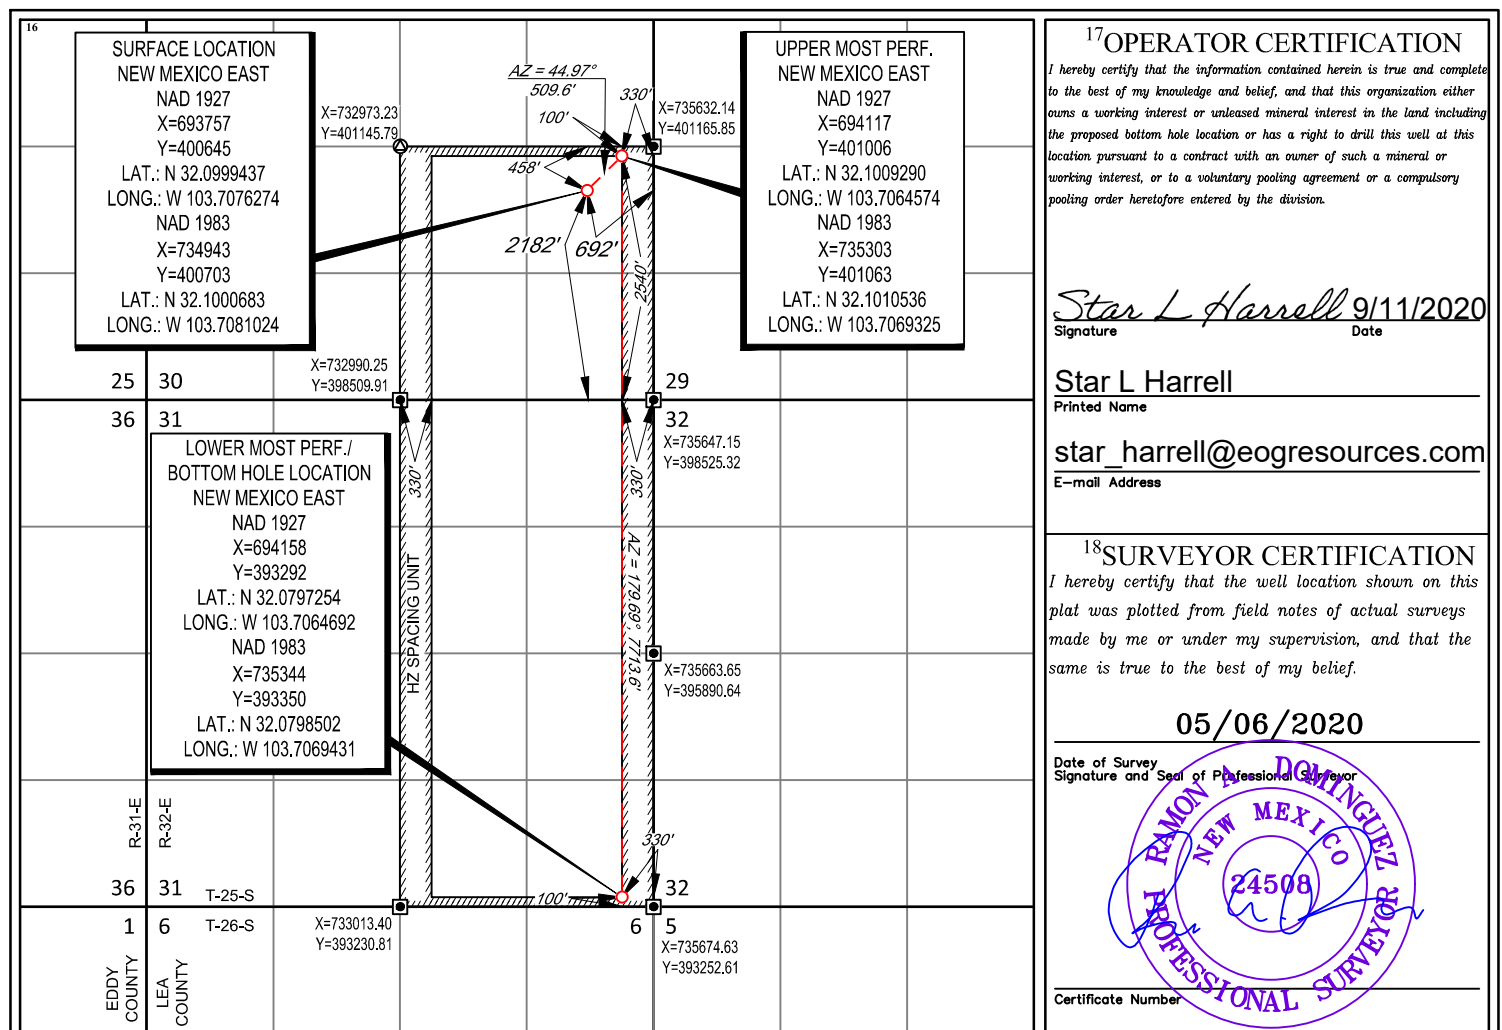 16
SURFACE LOCATION
NEW MEXICO EAST
NAD 1927
X=693757
Y=400645
LAT.: N 32.0999437
LONG.: W 103.7076274
NAD 1983
X=734943
Y=400703
LAT.: N 32.1000683
LONG.: W 103.7081024
X=732973.23
Y=401145.79
AZ = 44.97°
509.6'
100'
330'
X=735632.14
Y=401165.85
458'
2182'
692'
2540'
UPPER MOST PERF.
NEW MEXICO EAST
NAD 1927
X=694117
Y=401006
LAT.: N 32.1009290
LONG.: W 103.7064574
NAD 1983
X=735303
Y=401063
LAT.: N 32.1010536
LONG.: W 103.7069325
X=732990.25
Y=398509.91
25 30
29
36 31
32
X=735647.15
Y=398525.32
330'
330'
LOWER MOST PERF./
BOTTOM HOLE LOCATION
NEW MEXICO EAST
NAD 1927
X=694158
Y=393292
LAT.: N 32.0797254
LONG.: W 103.7064692
NAD 1983
X=735344
Y=393350
LAT.: N 32.0798502
LONG.: W 103.7069431
HZ SPACING UNIT
AZ = 179.69°, 7713.6'
X=735663.65
Y=395890.64
R-31-E
R-32-E
330'
100'
36 31 T-25-S
32
1 6 T-26-S
6 5
X=733013.40
Y=393230.81
X=735674.63
Y=393252.61
EDDY
COUNTY
LEA
COUNTY
17OPERATOR CERTIFICATION
I hereby certify that the information contained herein is true and complete
to the best of my knowledge and belief, and that this organization either
owns a working interest or unleased mineral interest in the land including
the proposed bottom hole location or has a right to drill this well at this
location pursuant to a contract with an owner of such a mineral or
working interest, or to a voluntary pooling agreement or a compulsory
pooling order heretofore entered by the division.
Star L Harrell 9/11/2020
Signature Date
Star L Harrell
Printed Name
star_harrell@eogresources.com
E-mail Address
18SURVEYOR CERTIFICATION
I hereby certify that the well location shown on this
plat was plotted from field notes of actual surveys
made by me or under my supervision, and that the
same is true to the best of my belief.
05/06/2020
Date of Survey
Signature and Seal of Professional Surveyor
RAMON A. DOMINGUEZ
NEW MEXICO
24508
PROFESSIONAL SURVEYOR
Certificate Number